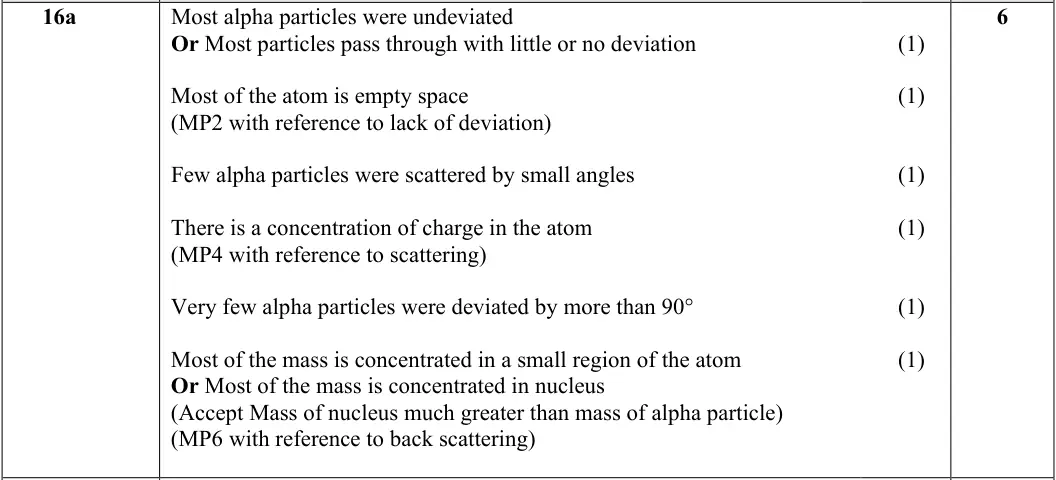 16a Most alpha particles were undeviated 6
Or Most particles pass through with little or no deviation (1)
Most of the atom is empty space (1)
(MP2 with reference to lack of deviation)
Few alpha particles were scattered by small angles (1)
There is a concentration of charge in the atom (1)
(MP4 with reference to scattering)
Very few alpha particles were deviated by more than 90° (1)
Most of the mass is concentrated in a small region of the atom (1)
Or Most of the mass is concentrated in nucleus
(Accept Mass of nucleus much greater than mass of alpha particle)
(MP6 with reference to back scattering)